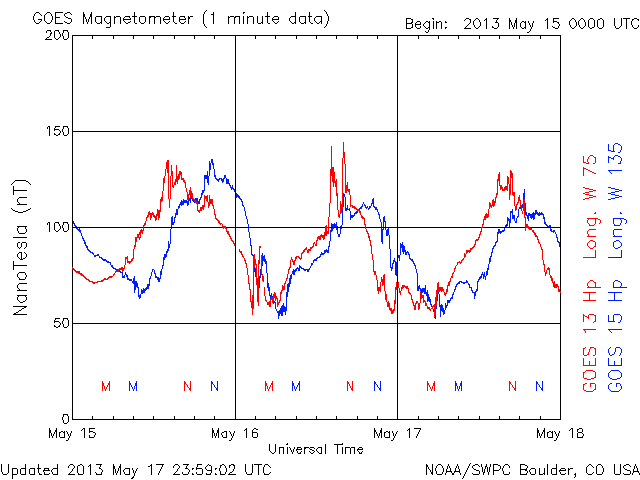 GOES Magnetometer (1 minute data)
Begin: 2013 May 15 0000 UTC
200
150
100
50
0
NanoTesla (nT)
M M N N M M N N M M N N
May 15 May 16 May 17 May 18
Universal Time
GOES 13 Hp Long. W 75
GOES 15 Hp Long. W 135
Updated 2013 May 17 23:59:02 UTC
NOAA/SWPC Boulder, CO USA